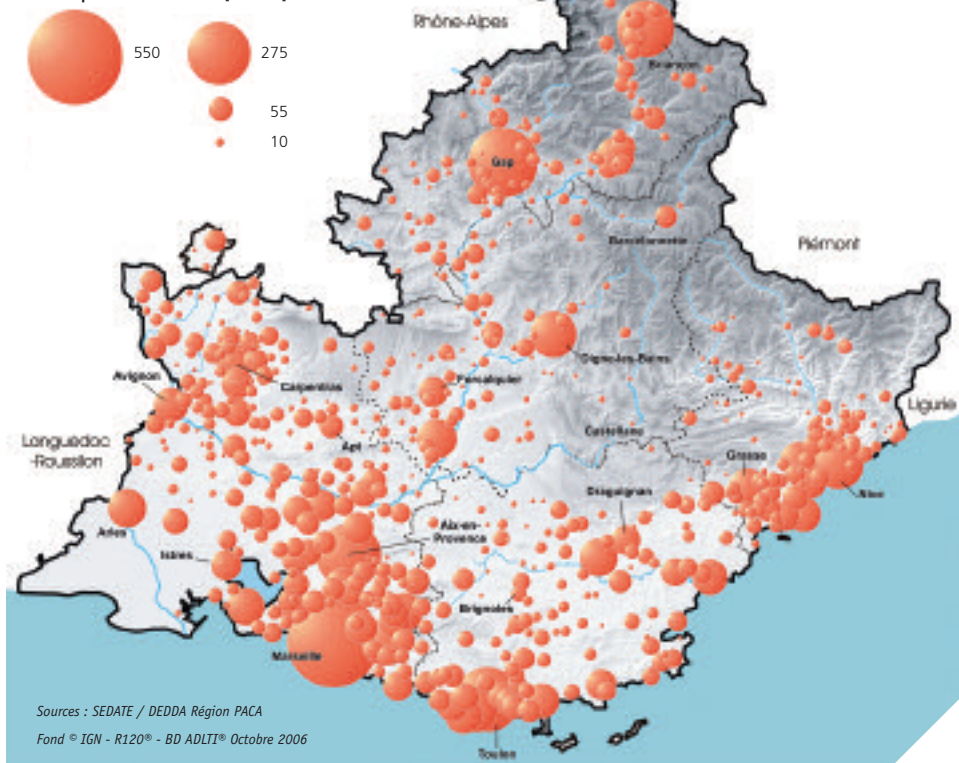 Rhône-Alpes
550
275
55
10
Briançon
Gap
Barcelonnette
Piémont
Digne-les-Bains
Avignon
Carpentras
Forcalquier
Ligurie
Languedoc
-Roussillon
Apt
Castellane
Grasse
Nice
Draguignan
Arles
Istres
Aix-en-
Provence
Brignoles
Marseille
Toulon
Sources : SEDATE / DEDDA Région PACA
Fond © IGN - R120® - BD ADLTI® Octobre 2006